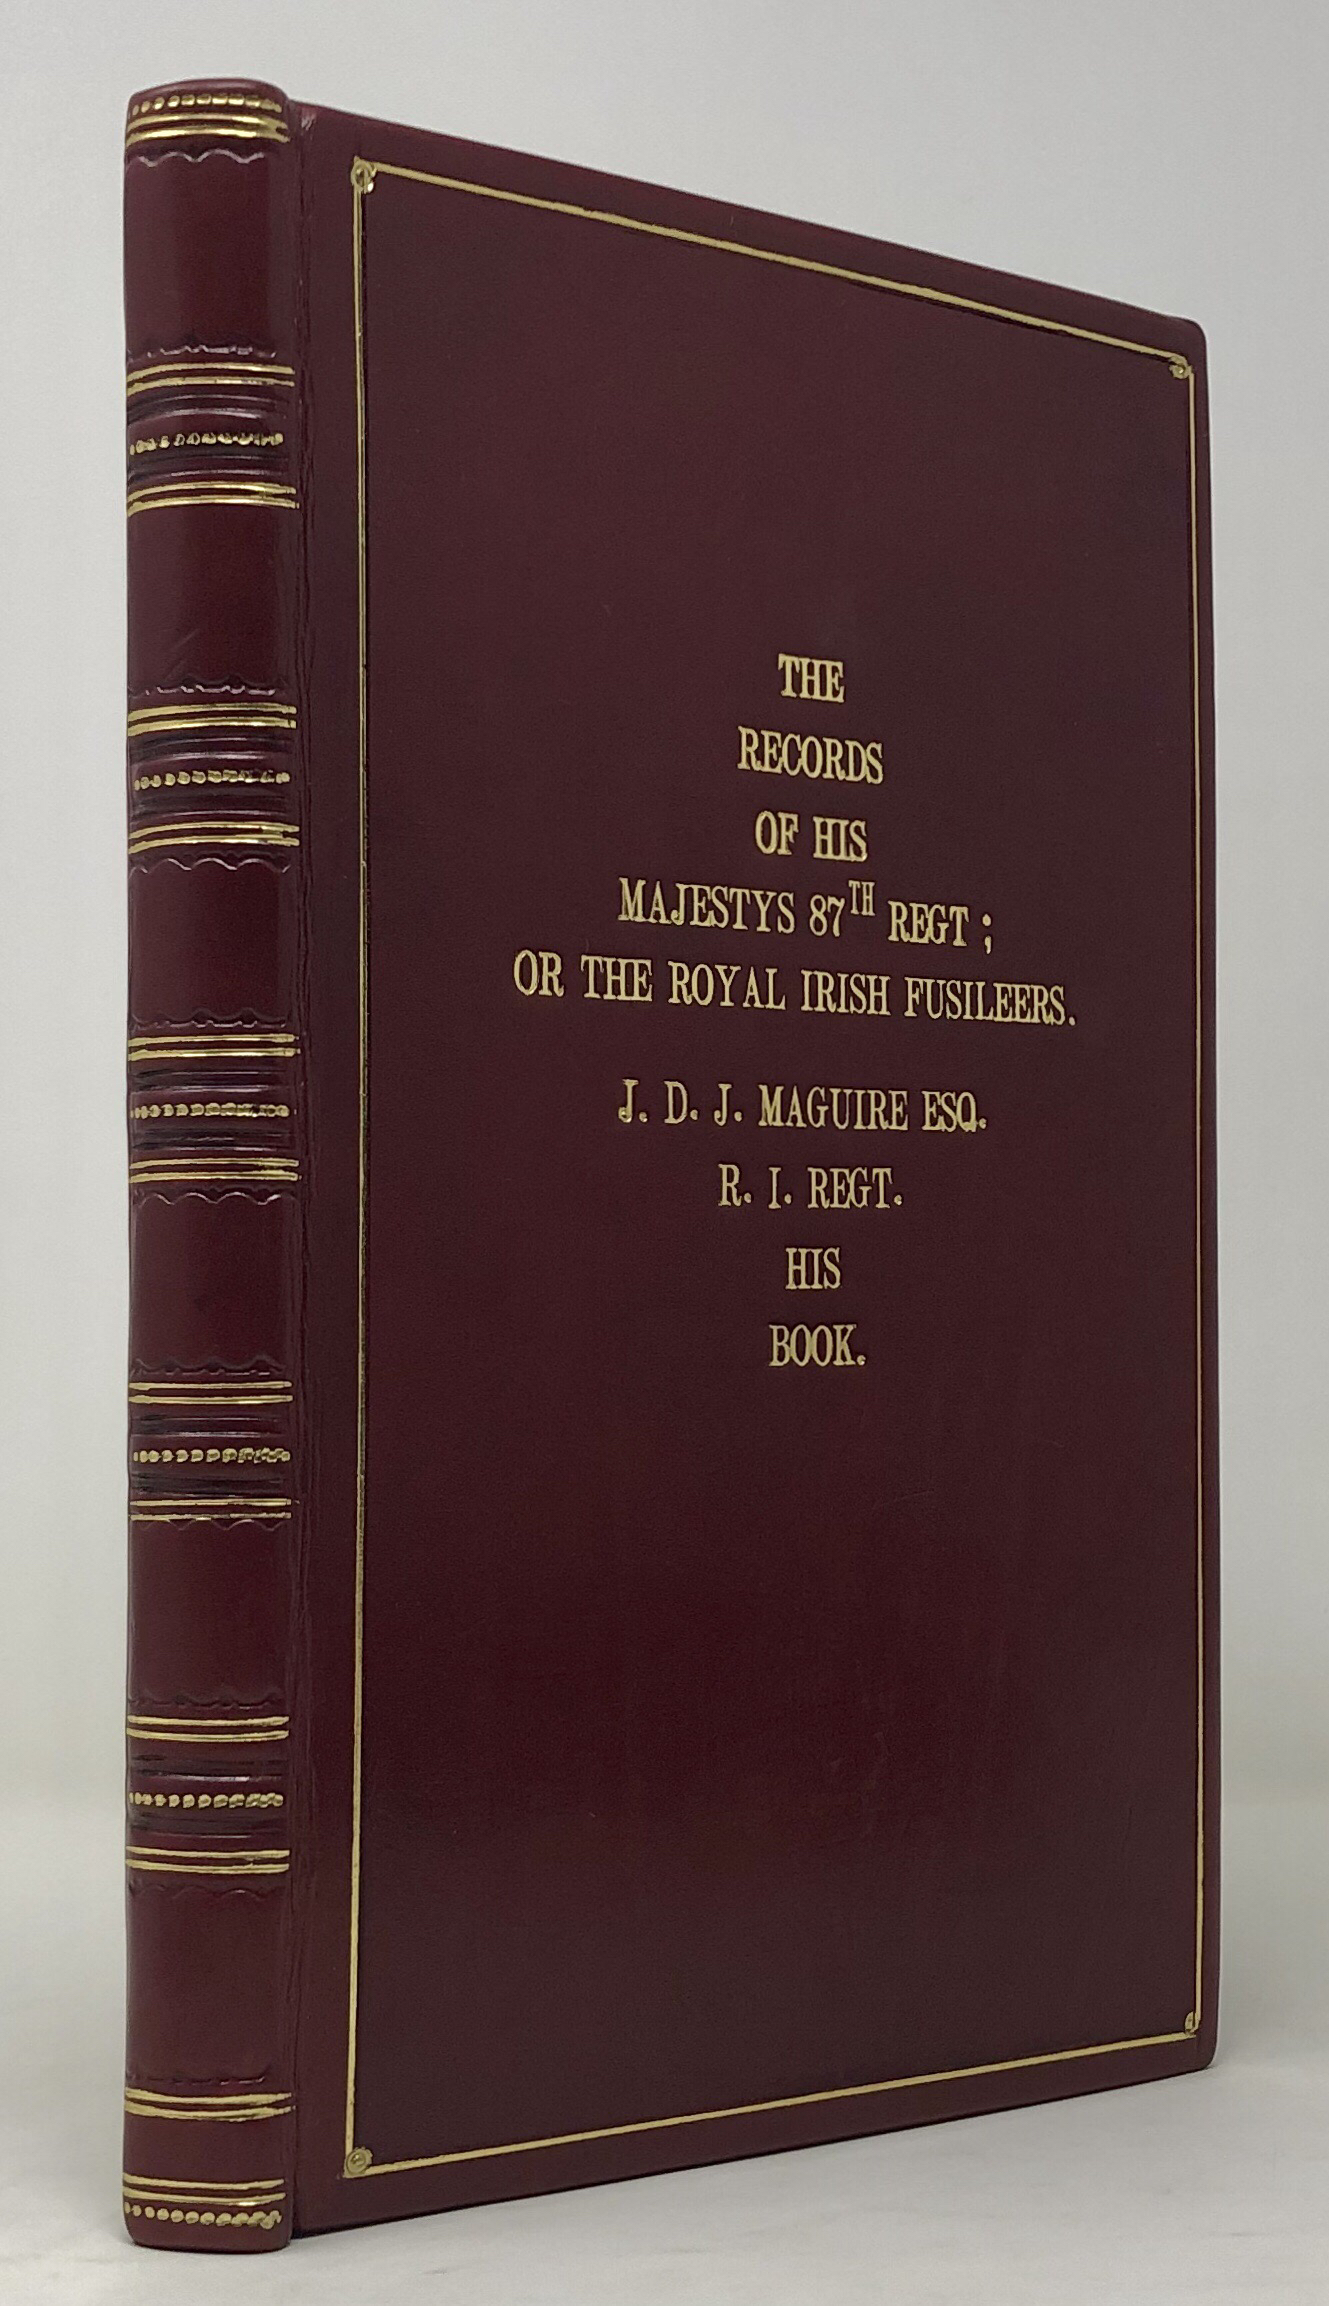 THE
RECORDS
OF HIS
MAJESTYS 87TH REGT ;
OR THE ROYAL IRISH FUSILEERS.
J. D. J. MAGUIRE ESQ.
R. I. REGT.
HIS
BOOK.